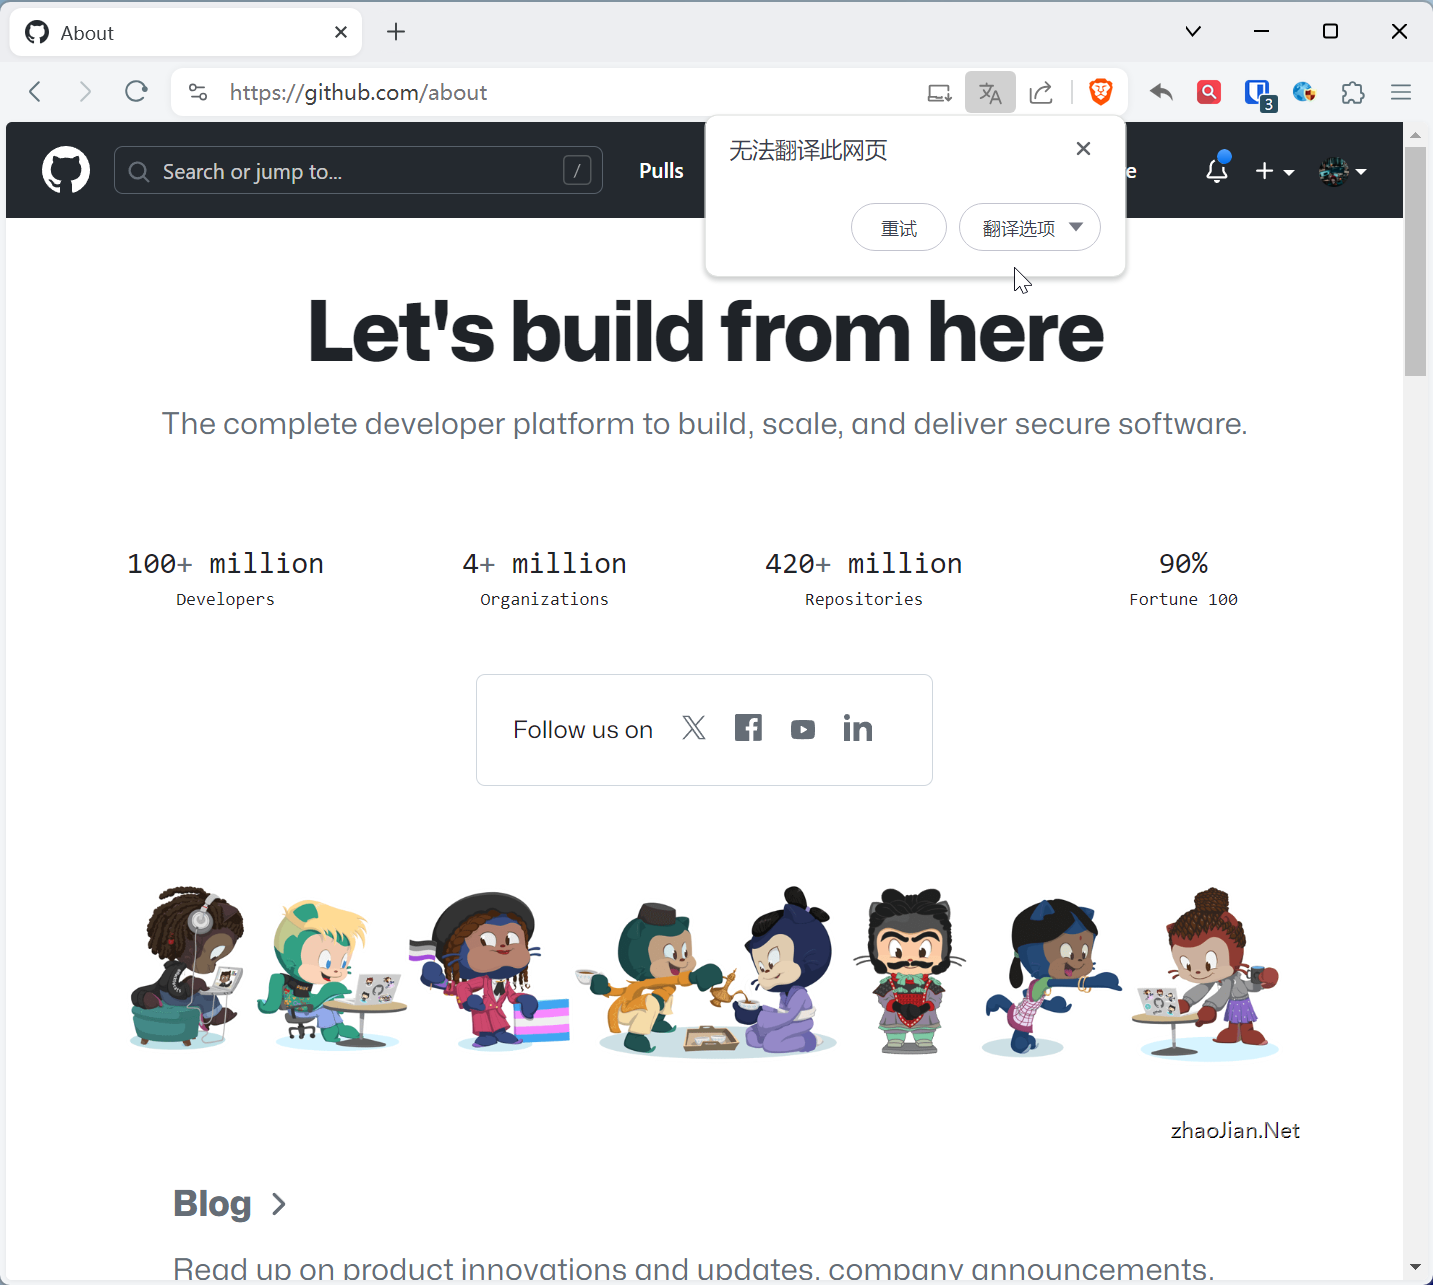 About
https://github.com/about
3
无法翻译此网页
重试
翻译选项
Search or jump to...
/
Pulls
e
Let's build from here
The complete developer platform to build, scale, and deliver secure software.
100+ million
Developers
4+ million
Organizations
420+ million
Repositories
90%
Fortune 100
Follow us on
zhaoJian.Net
Blog
Read up on product innovations and updates, company announcements,